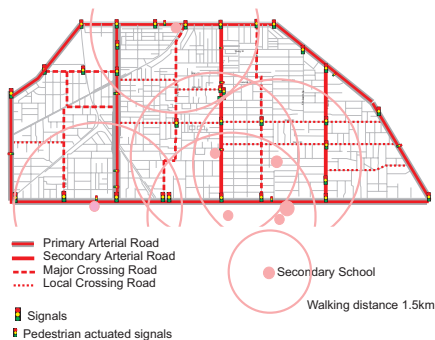 Primary Arterial Road
Secondary Arterial Road
Major Crossing Road
Local Crossing Road
Secondary School
Walking distance 1.5km
Signals
Pedestrian actuated signals